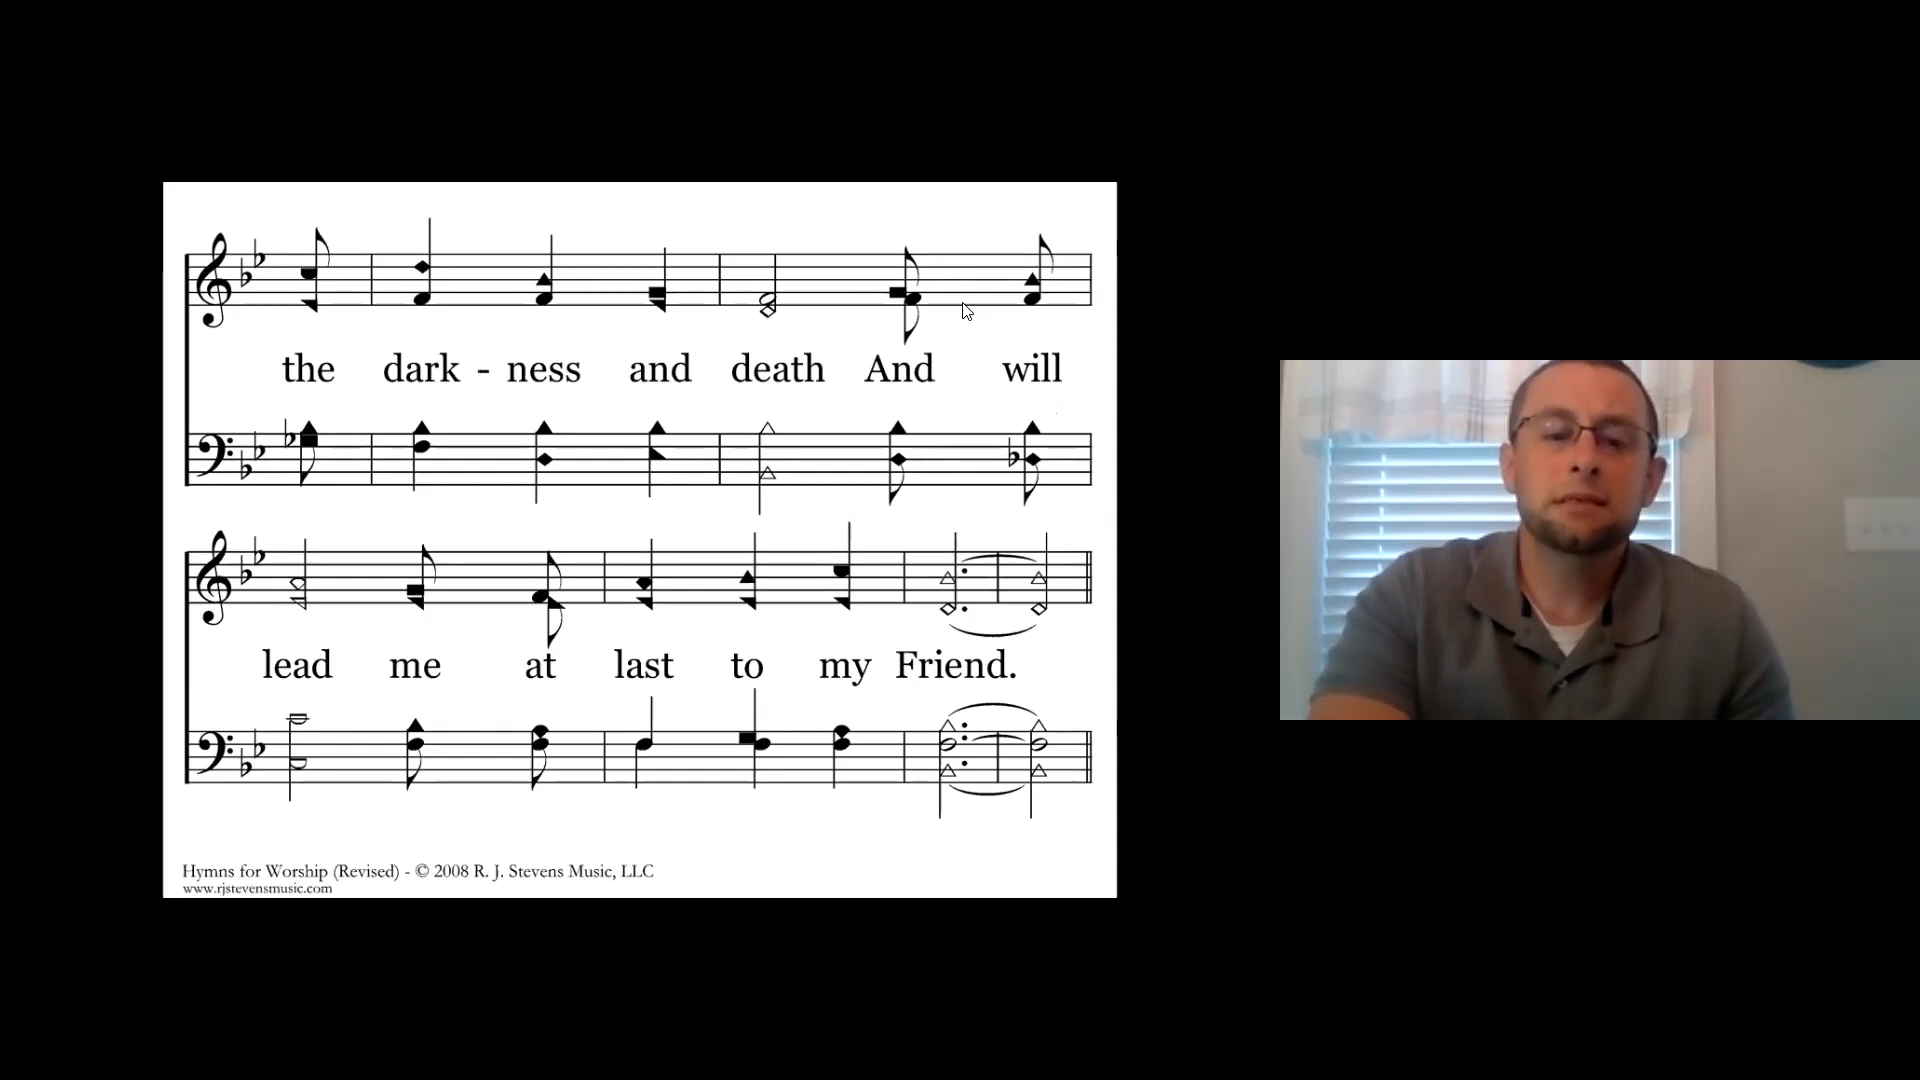 the dark - ness and death And will
lead me at last to my Friend.
Hymns for Worship (Revised) - © 2008 R. J. Stevens Music, LLC
www.rjstevensmusic.com